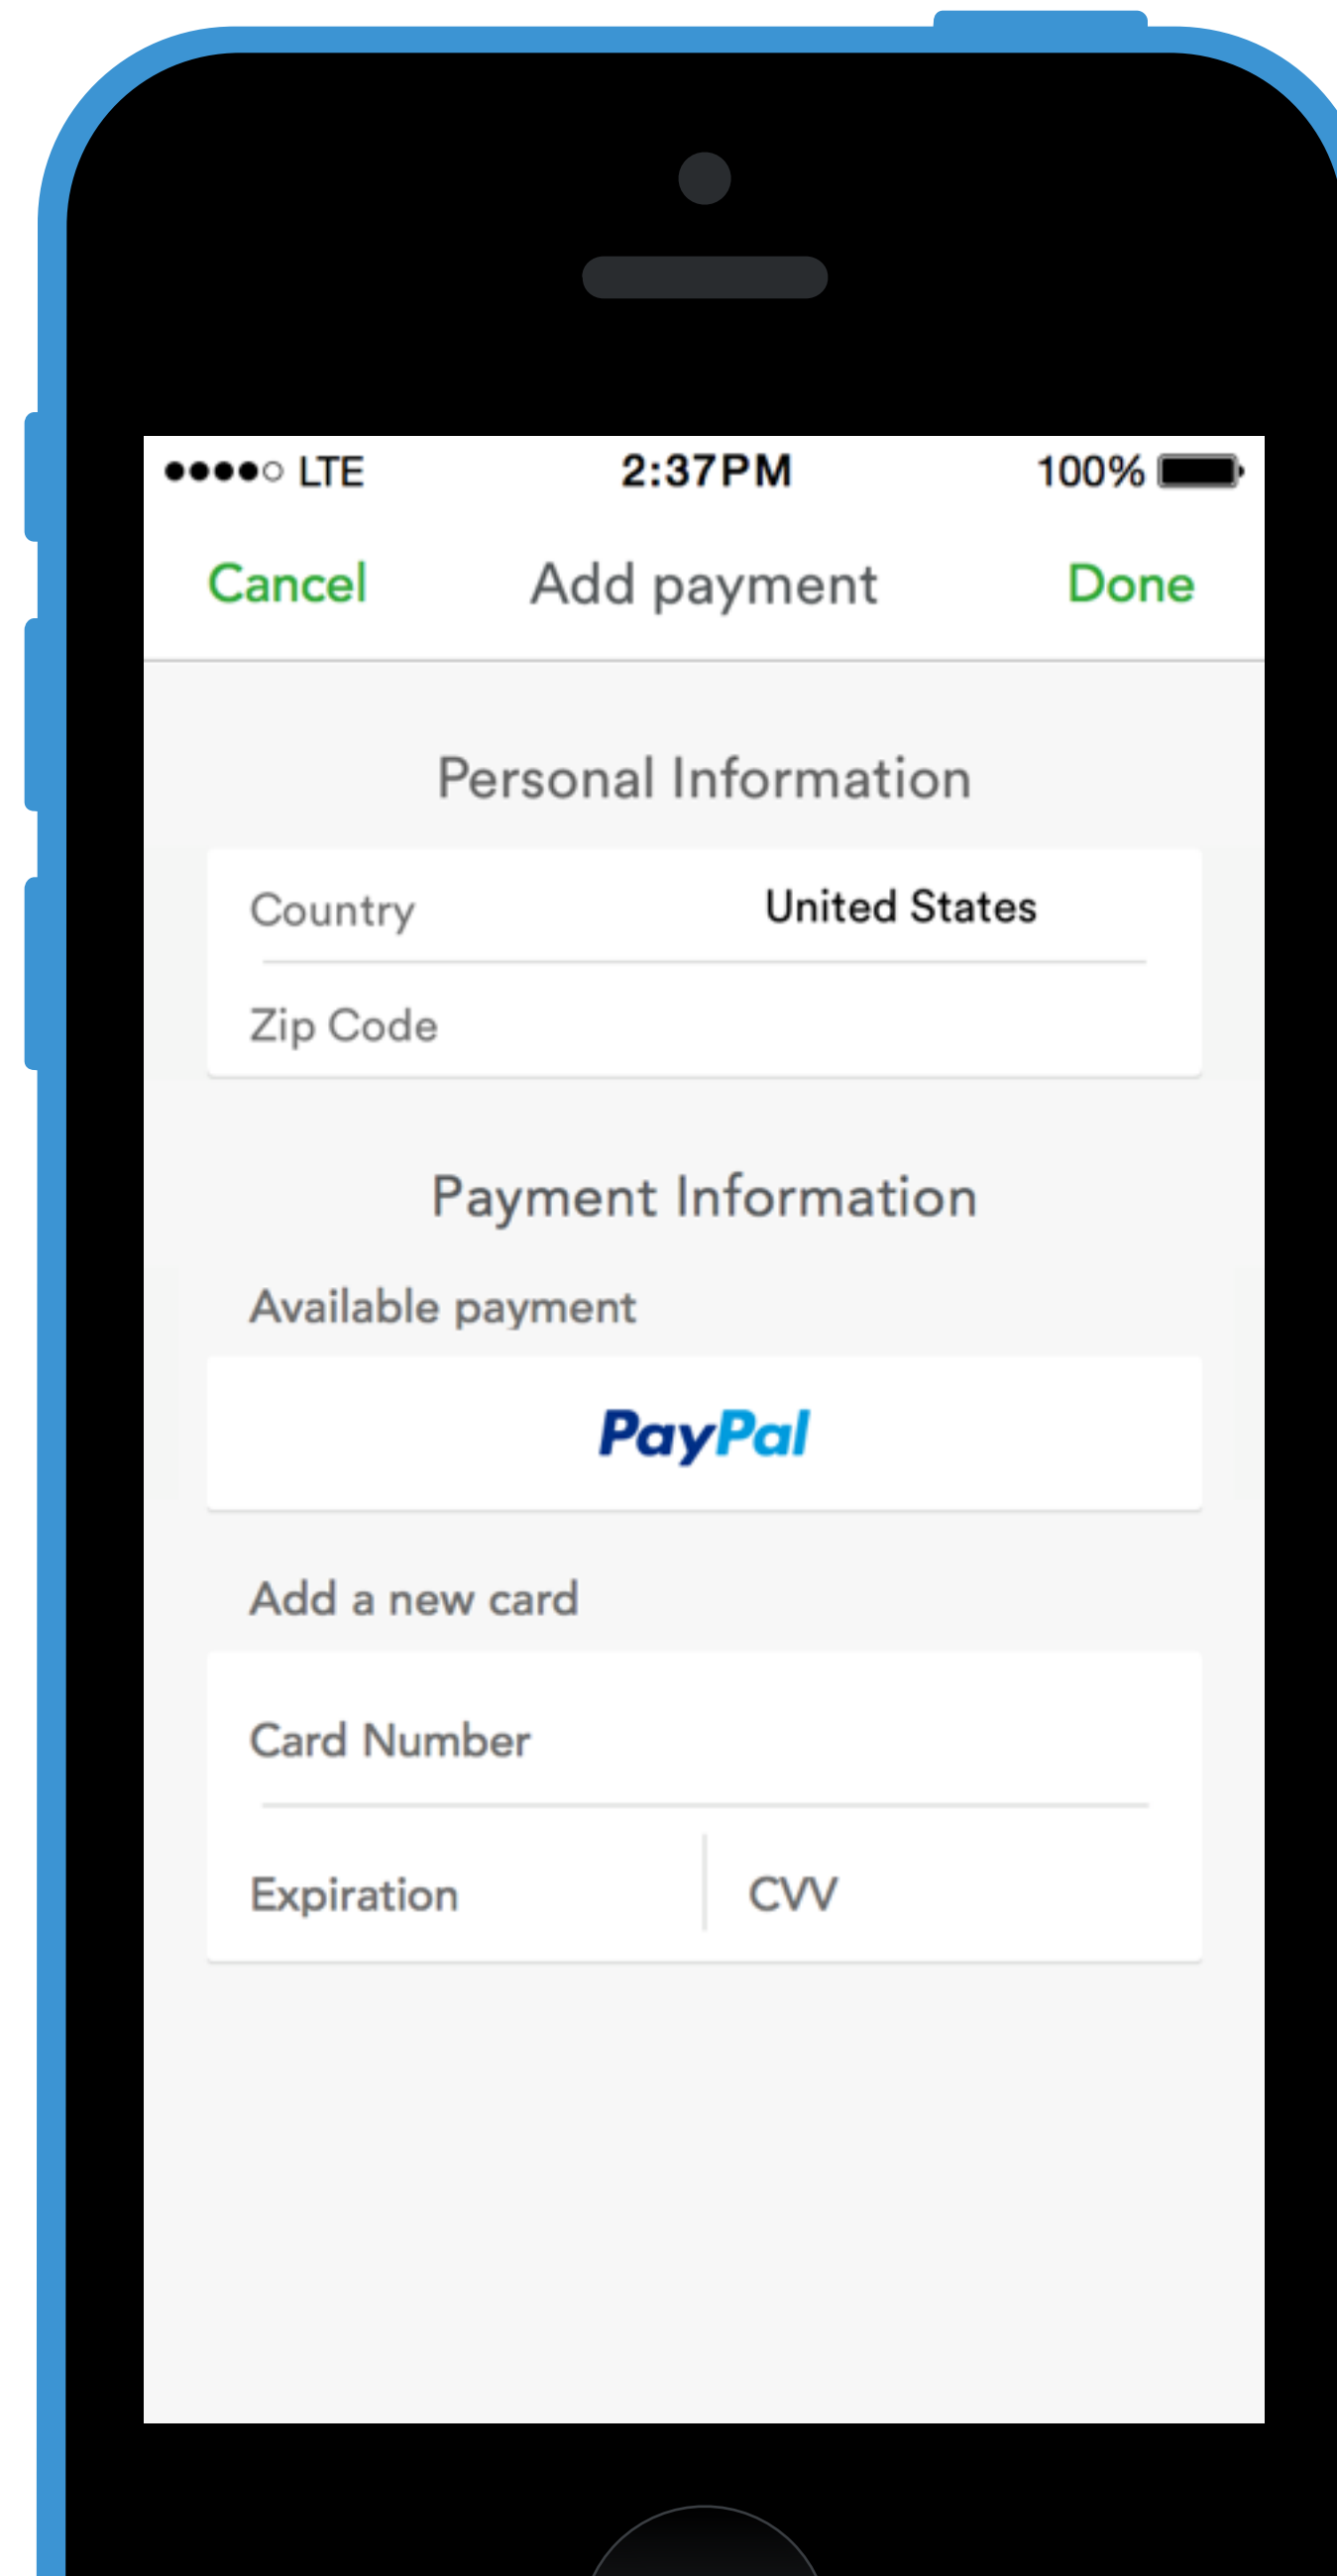 LTE 2:37PM 100%
Cancel Add payment Done
Personal Information
Country United States
Zip Code
Payment Information
Available payment
PayPal
Add a new card
Card Number
Expiration CVV